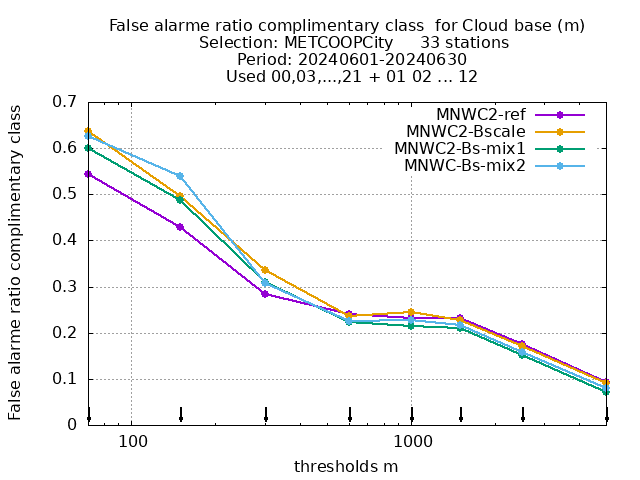 False alarme ratio complimentary class  for Cloud base (m)
Selection: METCOOPCity     33 stations
Period: 20240601-20240630
Used 00,03,...,21 + 01 02 ... 12
False alarme ratio complimentary class
0.7
0.6
0.5
0.4
0.3
0.2
0.1
0
MNWC2-ref
MNWC2-Bscale
MNWC2-Bs-mix1
MNWC-Bs-mix2
100
1000
thresholds m